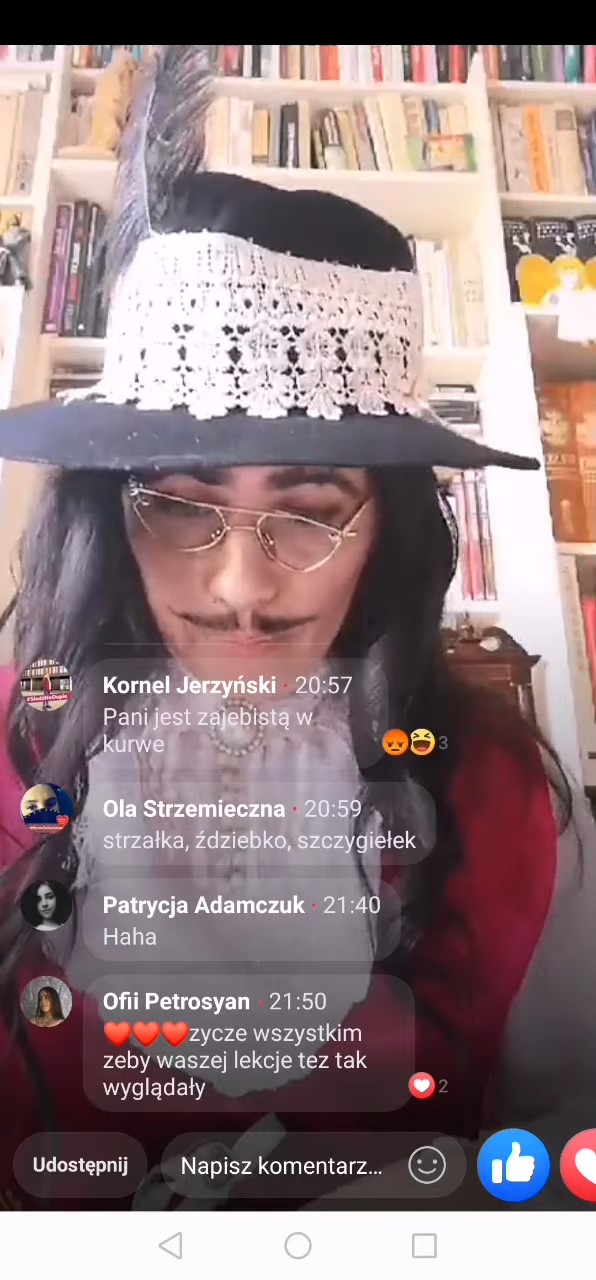 Kornel Jerzyński · 20:57
Pani jest zajebistą w
kurwe
3
Ola Strzemieczna · 20:59
strzałka, ździebko, szczygiełek
Patrycja Adamczuk · 21:40
Haha
Ofii Petrosyan · 21:50
❤️❤️❤️zycze wszystkim
zeby waszej lekcje tez tak
wyglądały
2
Udostępnij
Napisz komentarz...